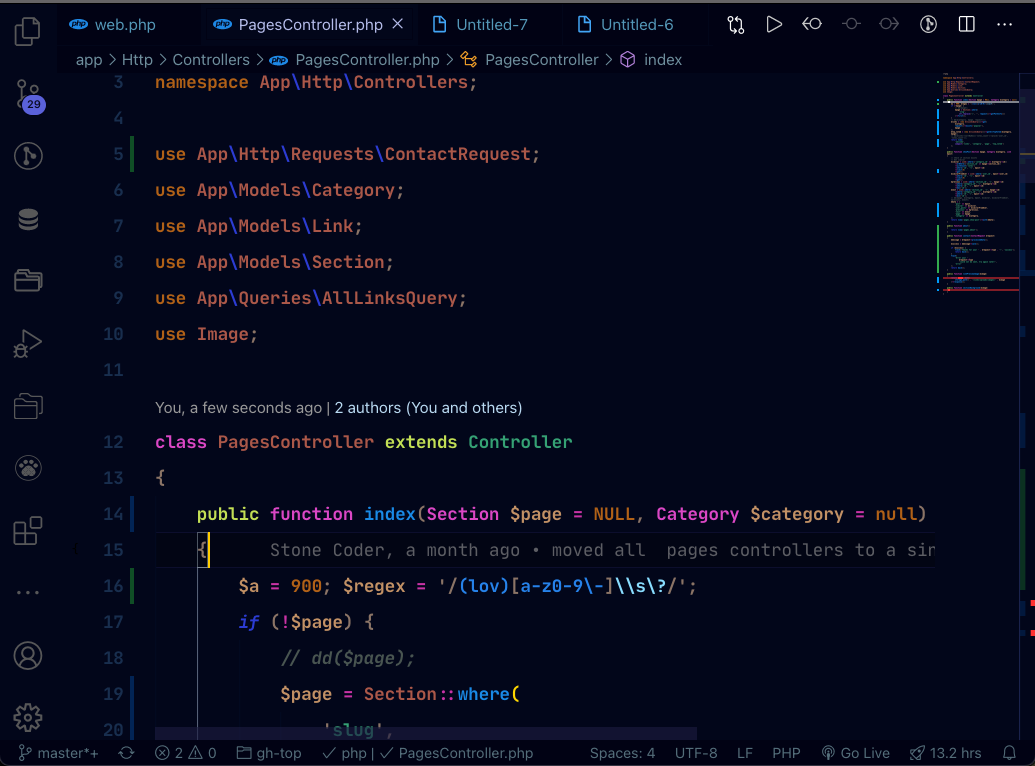 web.php PagesController.php Untitled-7 Untitled-6
app > Http > Controllers > PagesController.php > PagesController > index
3 namespace App\Http\Controllers;
4
5 use App\Http\Requests\ContactRequest;
6 use App\Models\Category;
7 use App\Models\Link;
8 use App\Models\Section;
9 use App\Queries\AllLinksQuery;
10 use Image;
11
You, a few seconds ago | 2 authors (You and others)
12 class PagesController extends Controller
13 {
14 public function index(Section $page = NULL, Category $category = null)
15 { Stone Coder, a month ago • moved all pages controllers to a sin
16 $a = 900; $regex = '/(lov)[a-z0-9\-]\\s\?/';
17 if (!$page) {
18 // dd($page);
19 $page = Section::where(
20 'slug',
29
master*+ 2 0 gh-top php | PagesController.php Spaces: 4 UTF-8 LF PHP Go Live 13.2 hrs